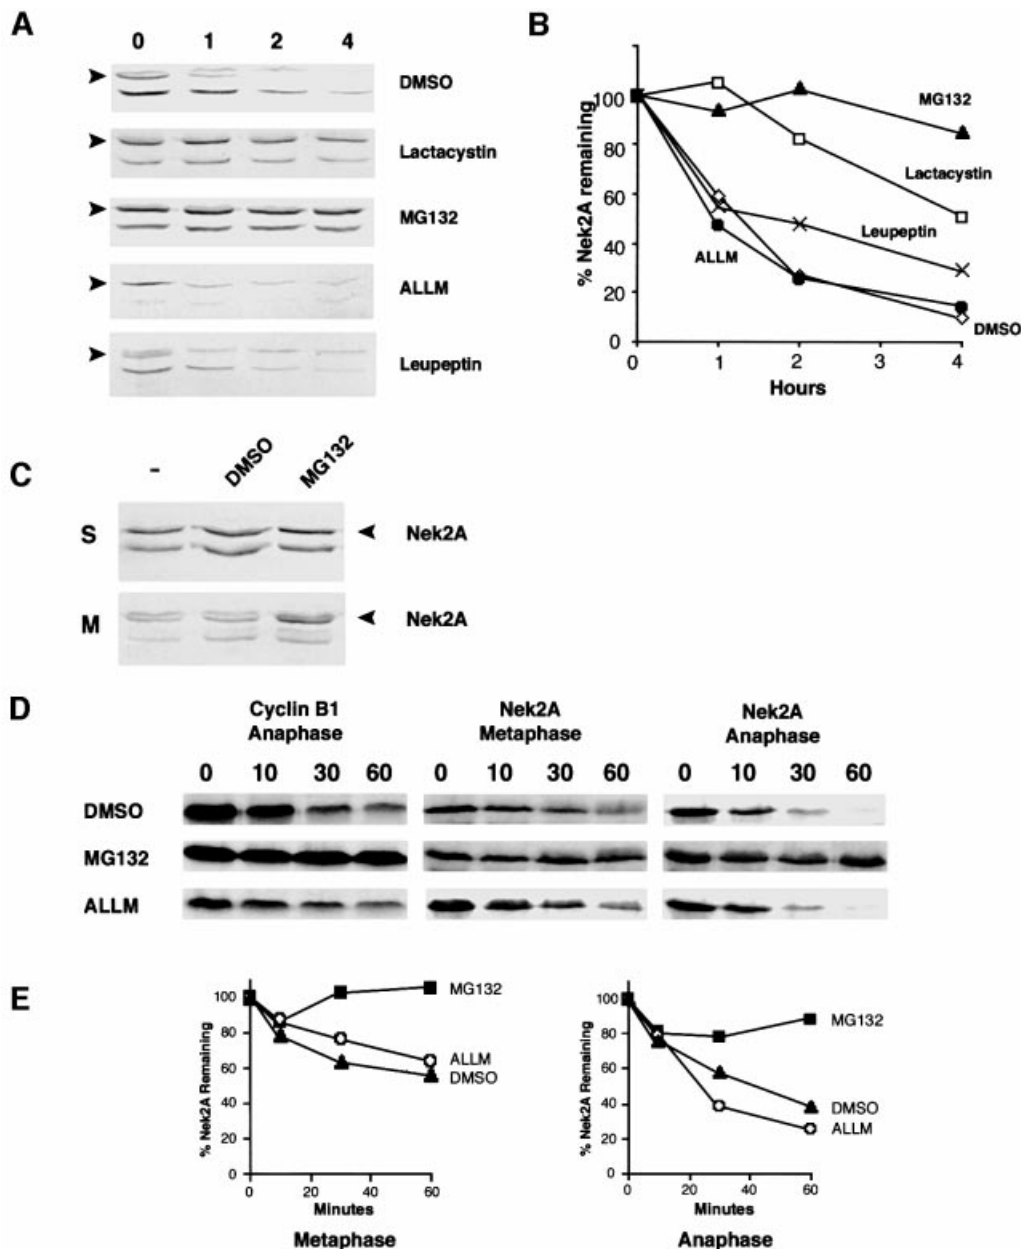 A
0 1 2 4
DMSO
Lactacystin
MG132
ALLM
Leupeptin
B
% Nek2A remaining
100
80
60
40
20
0
MG132
Lactacystin
Leupeptin
ALLM
DMSO
0 1 2 3 4
Hours
C
- DMSO MG132
S Nek2A
M Nek2A
D
Cyclin B1
Anaphase
Nek2A
Metaphase
Nek2A
Anaphase
0 10 30 60 0 10 30 60 0 10 30 60
DMSO
MG132
ALLM
E
% Nek2A Remaining
100
80
60
40
20
0
MG132
ALLM
DMSO
0 20 40 60
Minutes
Metaphase
% Nek2A Remaining
100
80
60
40
20
0
MG132
DMSO
ALLM
0 20 40 60
Minutes
Anaphase